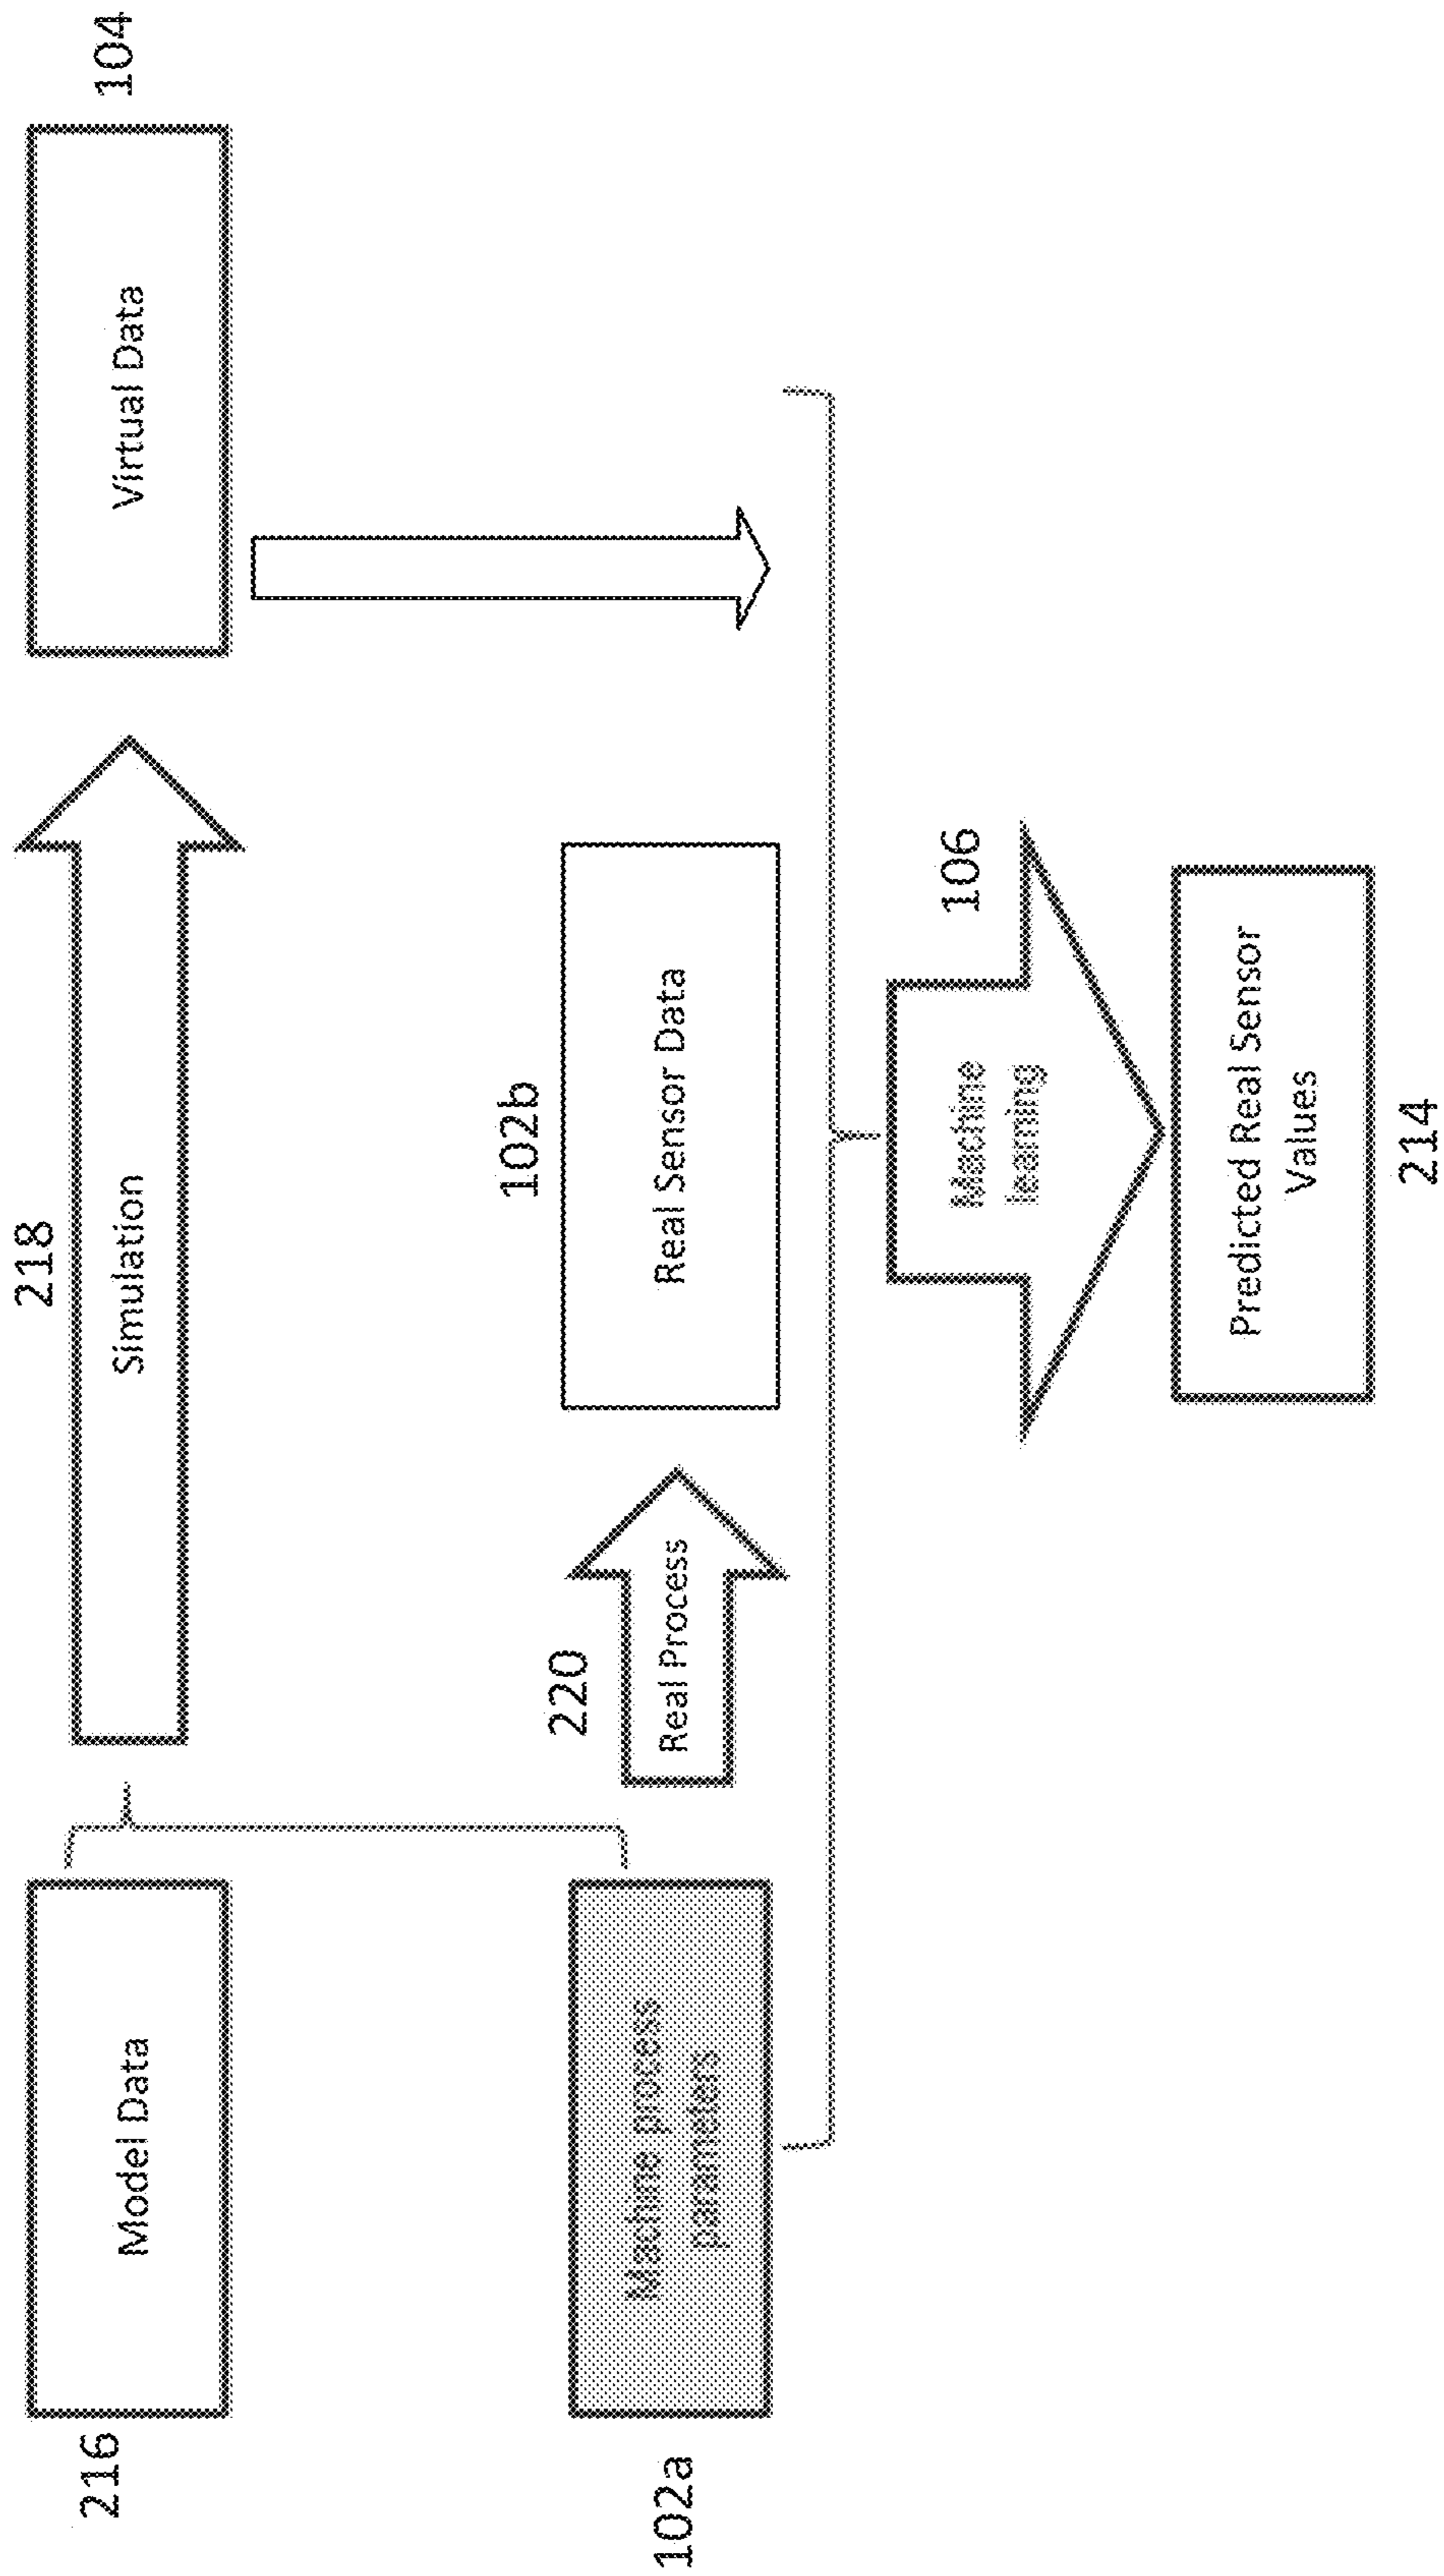 216
Model Data
218
Simulation
Virtual Data
104
102a
Machine process
parameters
220
Real Process
102b
Real Sensor Data
Machine
learning
106
Predicted Real Sensor
Values
214